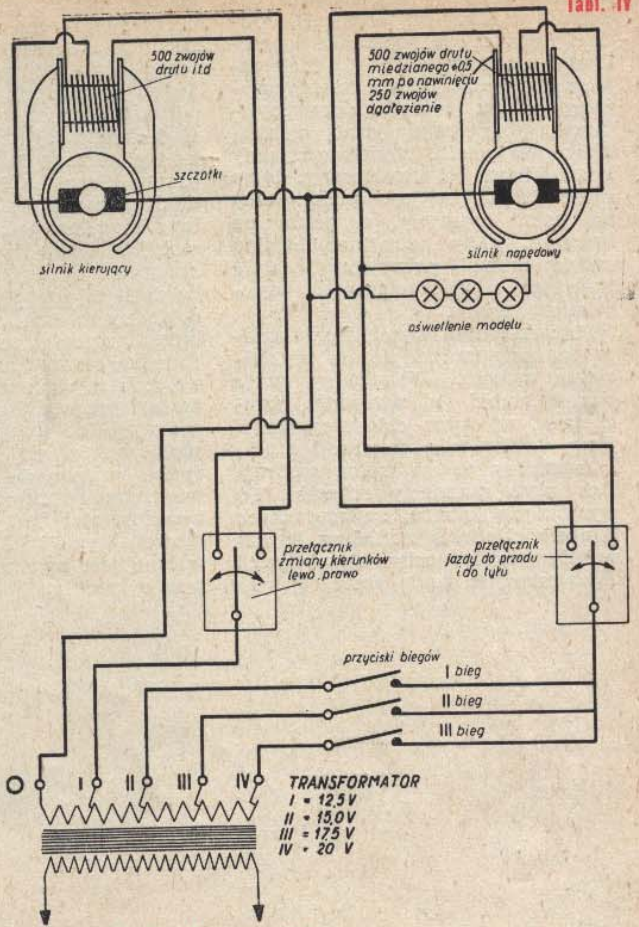 Tabl. IV
500 zwojów
drutu itd
500 zwojów drutu
miedzianego ϕ 0,5
mm po nawinięciu
250 zwojów
dgałęzienie
szczotki
silnik kierujący
silnik napędowy
oświetlenie modelu
przełącznik
zmiany kierunków
lewo . prawo
przełącznik
jazdy do przodu
i do tyłu
przyciski biegów
I bieg
II bieg
III bieg
O I II III IV
TRANSFORMATOR
I = 12,5 V
II = 15,0 V
III = 17,5 V
IV = 20 V